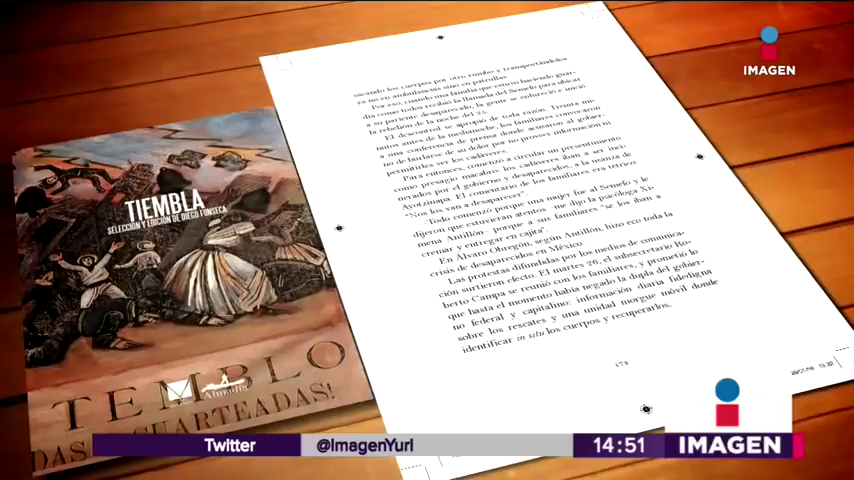 IMAGEN
sacando los cuerpos por otro rumbo y transportándolos
ya no en ambulancias sino en patrullas.
Por eso, cuando una familia que estuvo haciendo guar-
dia como todos recibió la llamada del Semefo para ubicar
a su pariente desaparecido, la gente se enfureció e inició
la rebelión de la noche del 25.
El descontrol se apropió de toda razón. Treinta mi-
nutos antes de la medianoche, los familiares convocaron
a una conferencia de prensa donde acusaron al gobier-
no de burlarse de su dolor por no proveer información ni
permitirles ver los cadáveres.
Para entonces, comenzó a circular un presentimiento
como presagio macabro: los cadáveres iban a ser inci-
nerados por el gobierno y desaparecidos, a la usanza de
Ayotzinapa. El comentario de los familiares era tétrico:
"Nos los van a desaparecer".
Todo comenzó porque una mujer fue al Semefo y le
dijeron que estuvieran atentos –me dijo la psicóloga Xi-
mena Antillón– porque a sus familiares "se los iban a
cremar y entregar en cajita".
En Álvaro Obregón, según Antillón, hizo eco toda la
crisis de desaparecidos en México.
Las protestas difundidas por los medios de comunica-
ción surtieron efecto. El martes 26, el subsecretario Ro-
berto Campa se reunió con los familiares, y prometió lo
que hasta el momento había negado la dupla del gobier-
no federal y capitalino: información diaria fidedigna
sobre los rescates y una unidad morgue móvil donde
identificar in situ los cuerpos y recuperarlos.
174
TIEMBLA
SELECCIÓN Y EDICIÓN DE DIEGO FONSECA
Almadía
TEMBLO
DAS CUARTEADAS!
Twitter
@ImagenYuri
14:51
IMAGEN